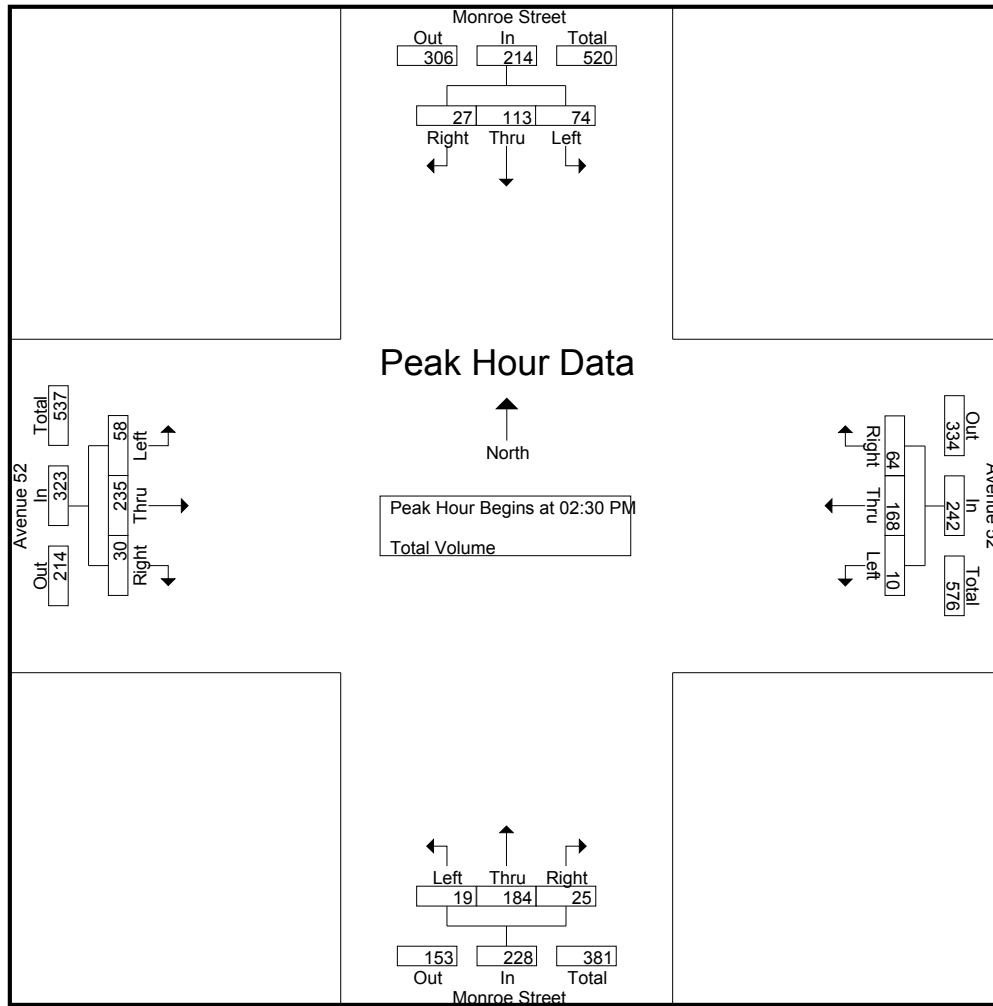 Monroe Street
Out In Total
306 214 520
27 113 74
Right Thru Left
Peak Hour Data
North
Peak Hour Begins at 02:30 PM
Total Volume
Avenue 52
Total In Out
537 323 214
58 235 30
Left Thru Right
Right Thru Left
64 168 10
Out In Total
334 242 576
Avenue 52
Left Thru Right
19 184 25
153 228 381
Out In Total
Monroe Street